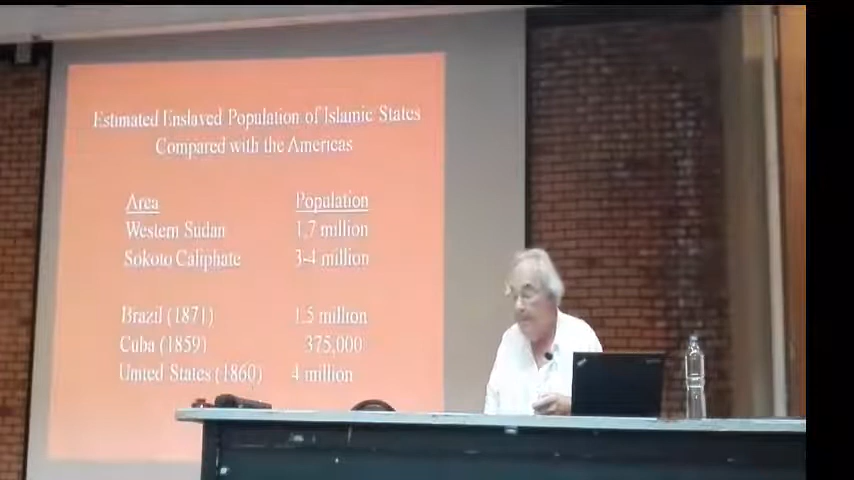 Estimated Enslaved Population of Islamic States
Compared with the Americas
Area Population
Western Sudan 1.7 million
Sokoto Caliphate 3-4 million
Brazil (1871) 1.5 million
Cuba (1859) 375,000
United States (1860) 4 million